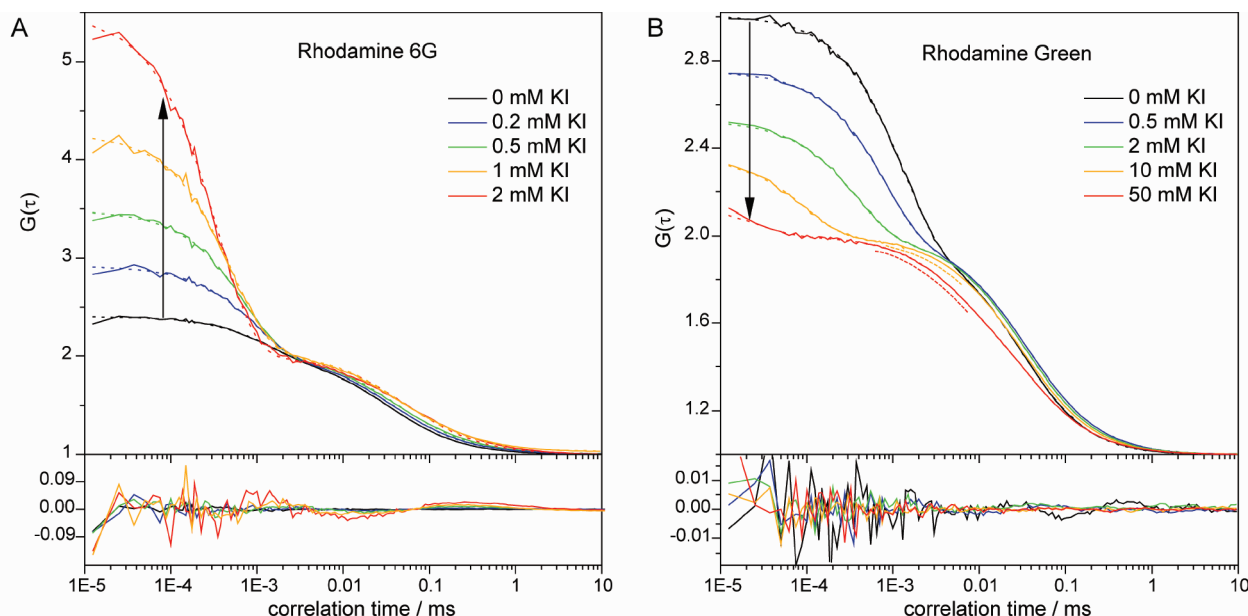 A
Rhodamine 6G
0 mM KI
0.2 mM KI
0.5 mM KI
1 mM KI
2 mM KI
G(τ)
5
4
3
2
1
0.09
0.00
-0.09
1E-5 1E-4 1E-3 0.01 0.1 1 10
correlation time / ms
B
Rhodamine Green
0 mM KI
0.5 mM KI
2 mM KI
10 mM KI
50 mM KI
G(τ)
2.8
2.4
2.0
1.6
1.2
0.01
0.00
-0.01
1E-5 1E-4 1E-3 0.01 0.1 1 10
correlation time / ms